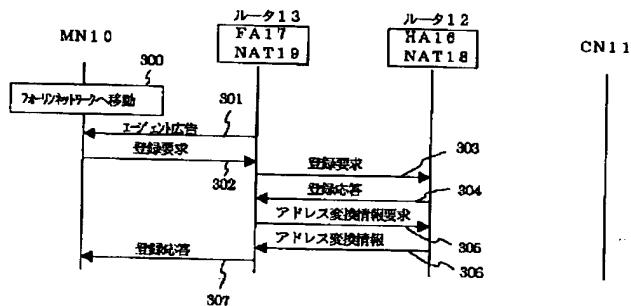 ルータ13
ルータ12
MN10
FA17
NAT19
HA16
NAT18
CN11
300
フォーリンネットワークへ移動
301
エージェント広告
登録要求
302
登録要求
303
登録応答
304
アドレス変換情報要求
305
アドレス変換情報
306
登録応答
307